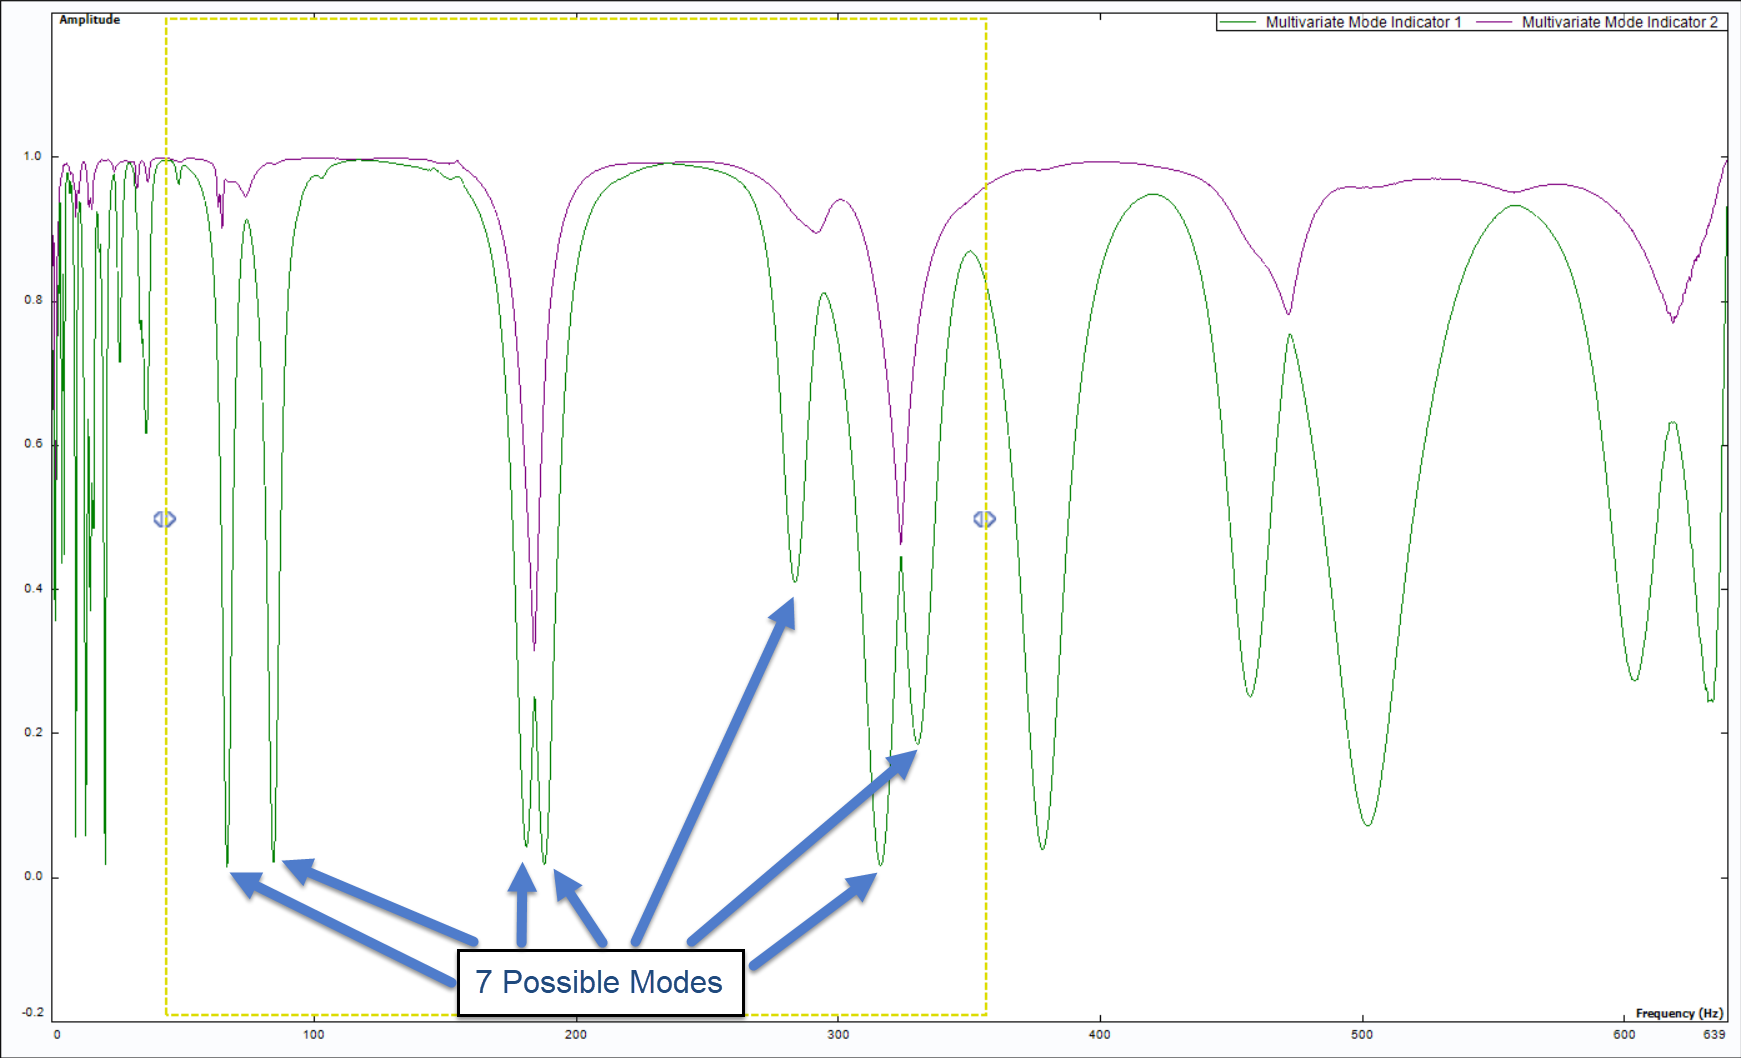 Amplitude
Multivariate Mode Indicator 1
Multivariate Mode Indicator 2
1.0
0.8
0.6
0.4
0.2
0.0
-0.2
7 Possible Modes
Frequency (Hz)
0 100 200 300 400 500 600 639